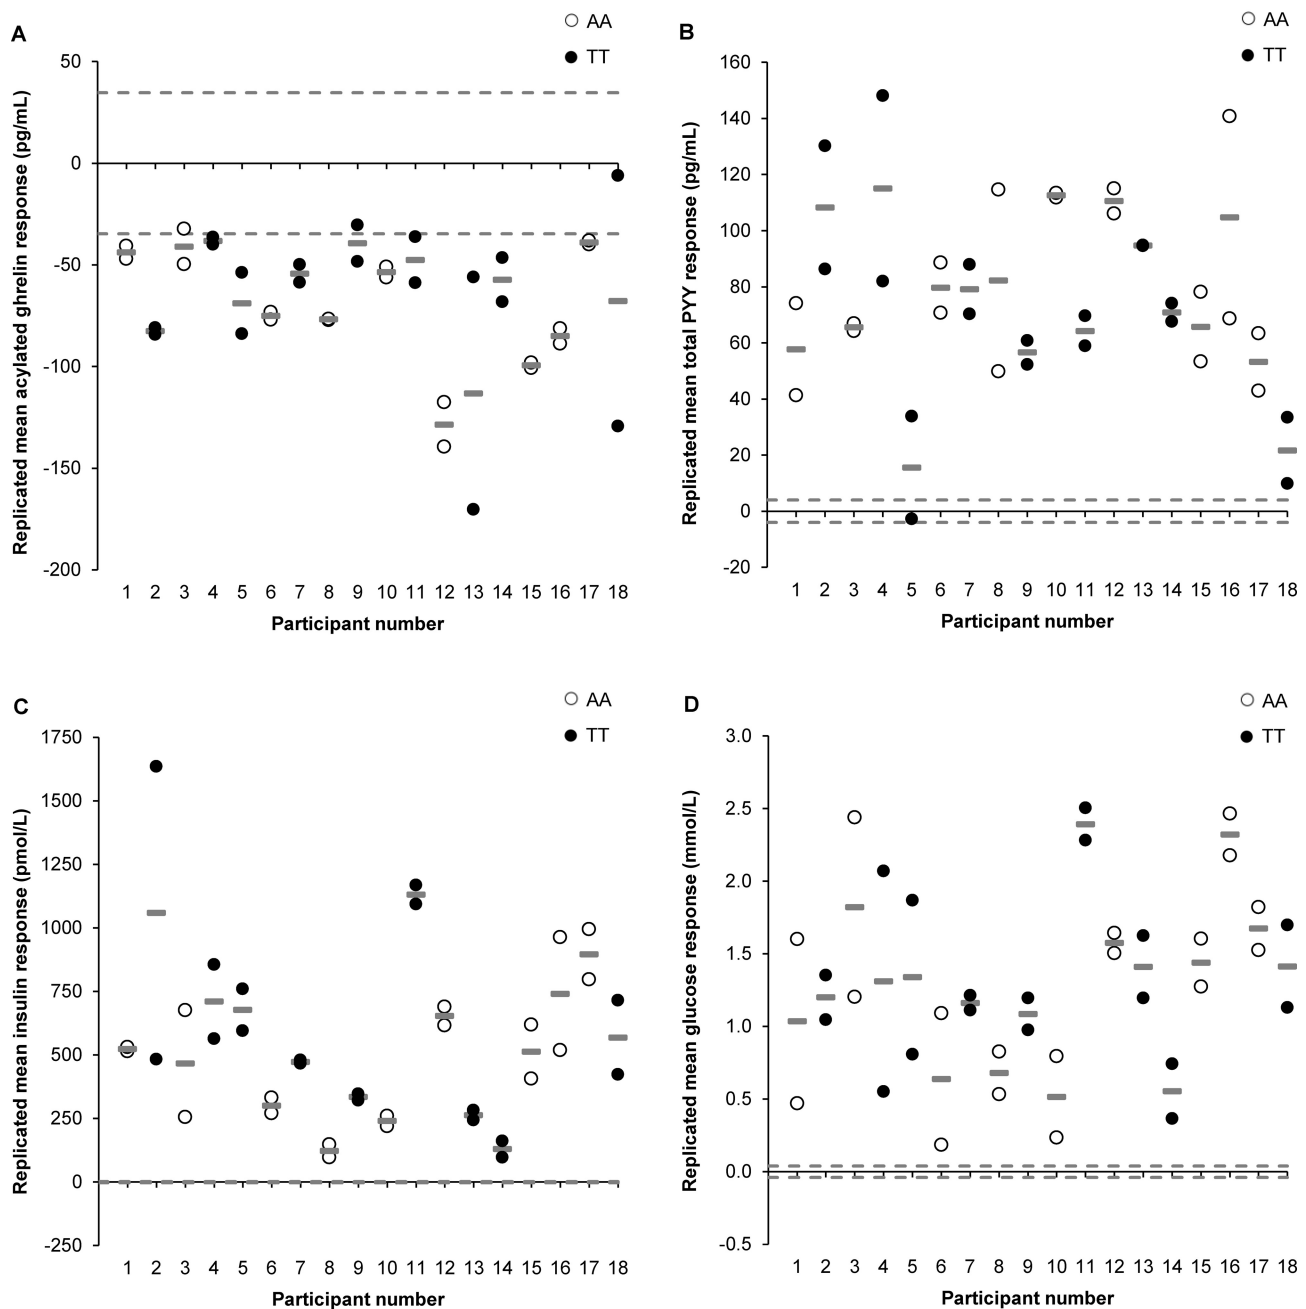 A
AA
TT
Replicated mean acylated ghrelin response (pg/mL)
50
0
-50
-100
-150
-200
1 2 3 4 5 6 7 8 9 10 11 12 13 14 15 16 17 18
Participant number
B
AA
TT
Replicated mean total PYY response (pg/mL)
160
140
120
100
80
60
40
20
0
-20
1 2 3 4 5 6 7 8 9 10 11 12 13 14 15 16 17 18
Participant number
C
AA
TT
Replicated mean insulin response (pmol/L)
1750
1500
1250
1000
750
500
250
0
-250
1 2 3 4 5 6 7 8 9 10 11 12 13 14 15 16 17 18
Participant number
D
AA
TT
Replicated mean glucose response (mmol/L)
3.0
2.5
2.0
1.5
1.0
0.5
0.0
-0.5
1 2 3 4 5 6 7 8 9 10 11 12 13 14 15 16 17 18
Participant number